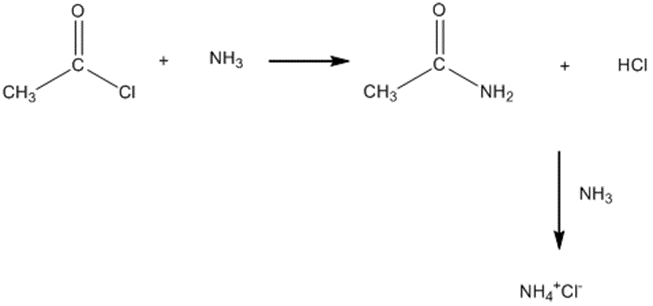 O O
C + NH₃ C + HCl
CH₃ Cl CH₃ NH₂
NH₃
NH₄⁺Cl⁻